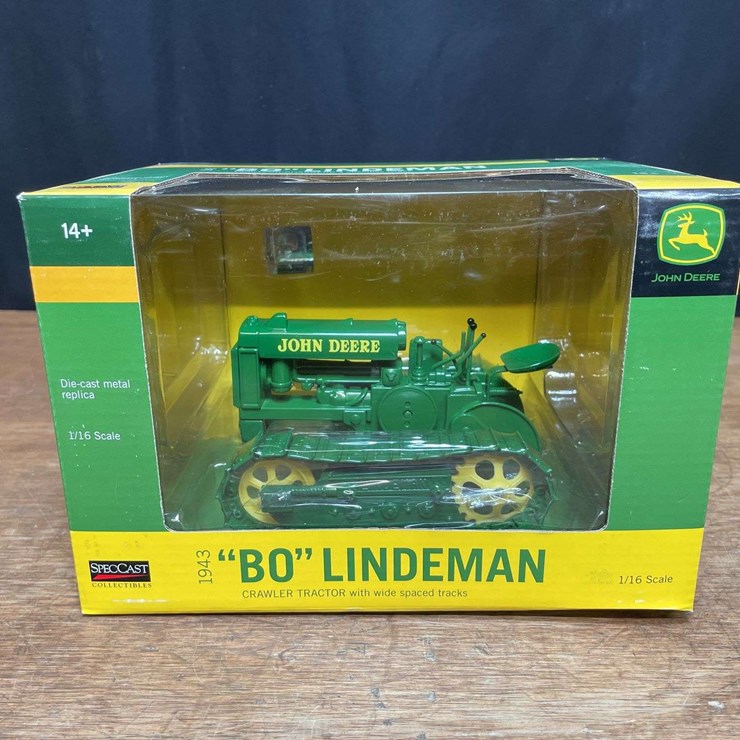 "BO" LINDEMAN
14+
JOHN DEERE
Die-cast metal
replica
1/16 Scale
JOHN DEERE
SPECCAST
COLLECTIBLES
1943
"BO" LINDEMAN
CRAWLER TRACTOR with wide spaced tracks
1/16 Scale